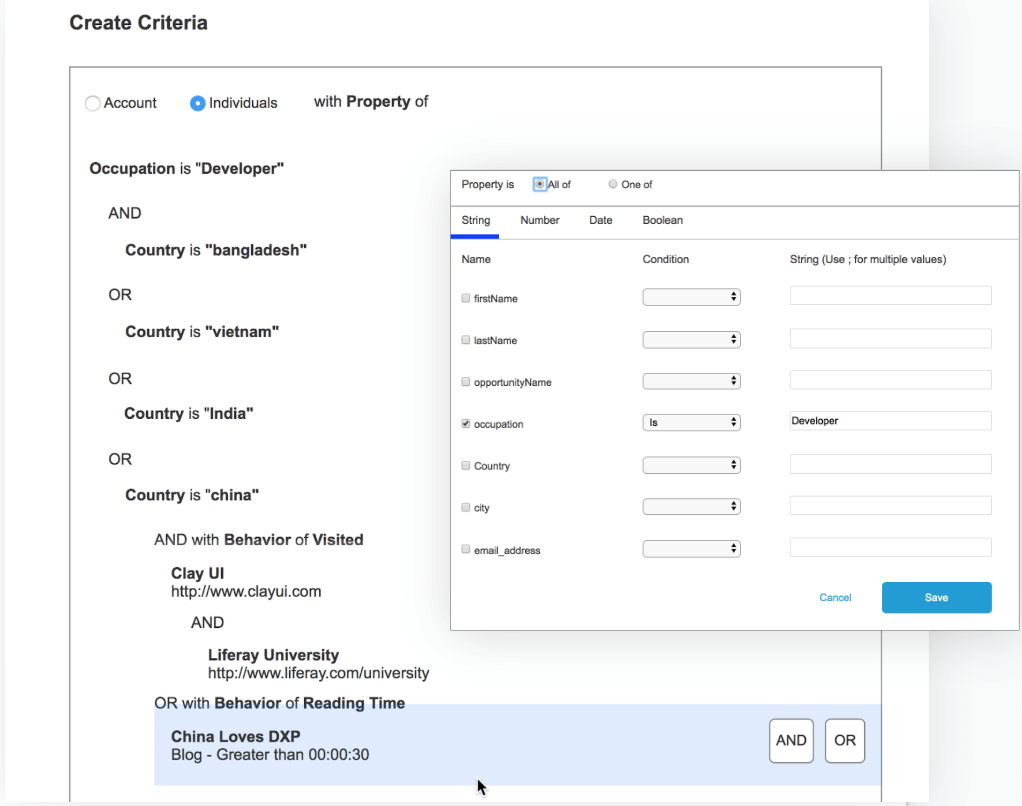 Create Criteria
Account Individuals with Property of
Occupation is "Developer"
AND
Country is "bangladesh"
OR
Country is "vietnam"
OR
Country is "India"
OR
Country is "china"
AND with Behavior of Visited
Clay UI
http://www.clayui.com
AND
Liferay University
http://www.liferay.com/university
OR with Behavior of Reading Time
China Loves DXP
Blog - Greater than 00:00:30
AND OR
Property is All of One of
String Number Date Boolean
Name Condition String (Use ; for multiple values)
firstName
lastName
opportunityName
occupation Is Developer
Country
city
email_address
Cancel Save